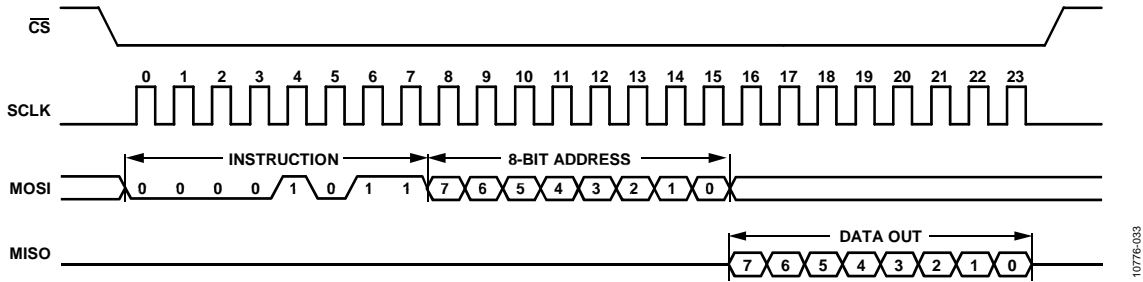 CS
0 1 2 3 4 5 6 7 8 9 10 11 12 13 14 15 16 17 18 19 20 21 22 23
SCLK
INSTRUCTION 8-BIT ADDRESS
MOSI 0 0 0 0 1 0 1 1 7 6 5 4 3 2 1 0
DATA OUT
MISO 7 6 5 4 3 2 1 0
10776-033